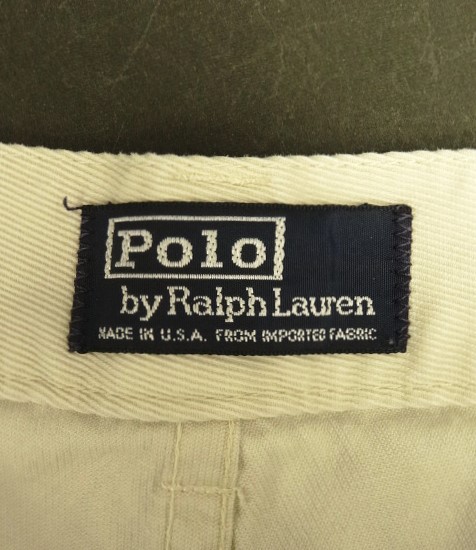 Polo
by Ralph Lauren
MADE IN U.S.A. FROM IMPORTED FABRIC